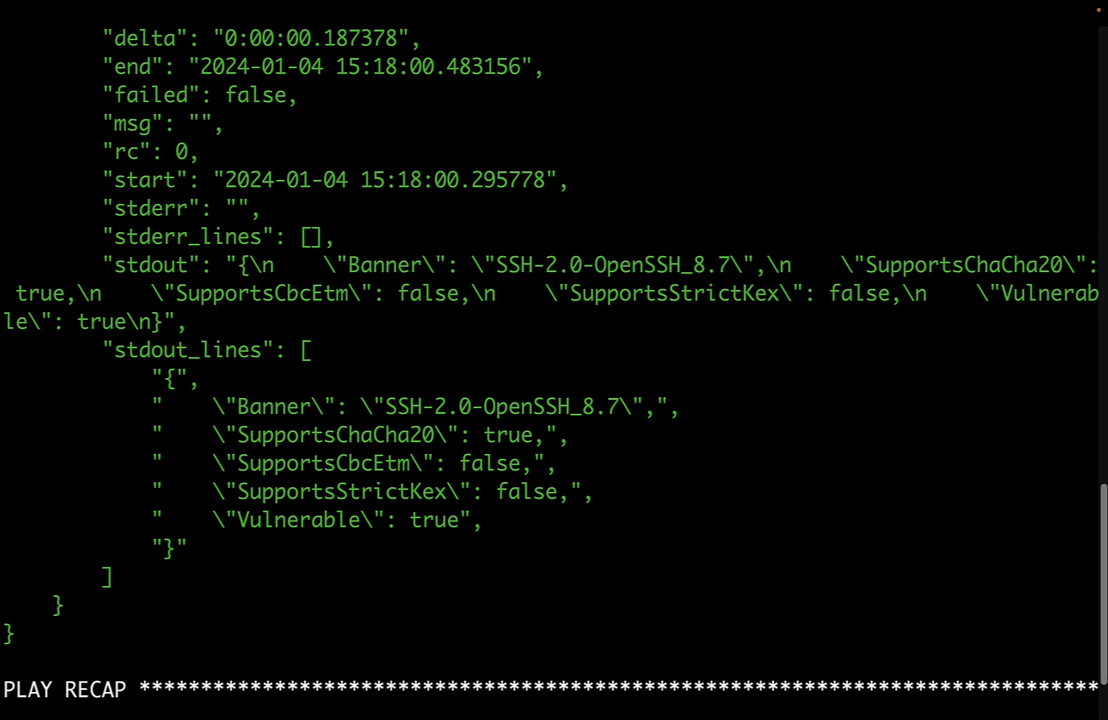 "delta": "0:00:00.187378",
"end": "2024-01-04 15:18:00.483156",
"failed": false,
"msg": "",
"rc": 0,
"start": "2024-01-04 15:18:00.295778",
"stderr": "",
"stderr_lines": [],
"stdout": "{\n    \"Banner\": \"SSH-2.0-OpenSSH_8.7\",\n    \"SupportsChaCha20\":
 true,\n    \"SupportsCbcEtm\": false,\n    \"SupportsStrictKex\": false,\n    \"Vulnerab
le\": true\n}",
"stdout_lines": [
"{",
"    \"Banner\": \"SSH-2.0-OpenSSH_8.7\",",
"    \"SupportsChaCha20\": true,",
"    \"SupportsCbcEtm\": false,",
"    \"SupportsStrictKex\": false,",
"    \"Vulnerable\": true",
"}"
]
}
}
PLAY RECAP ******************************************************************************